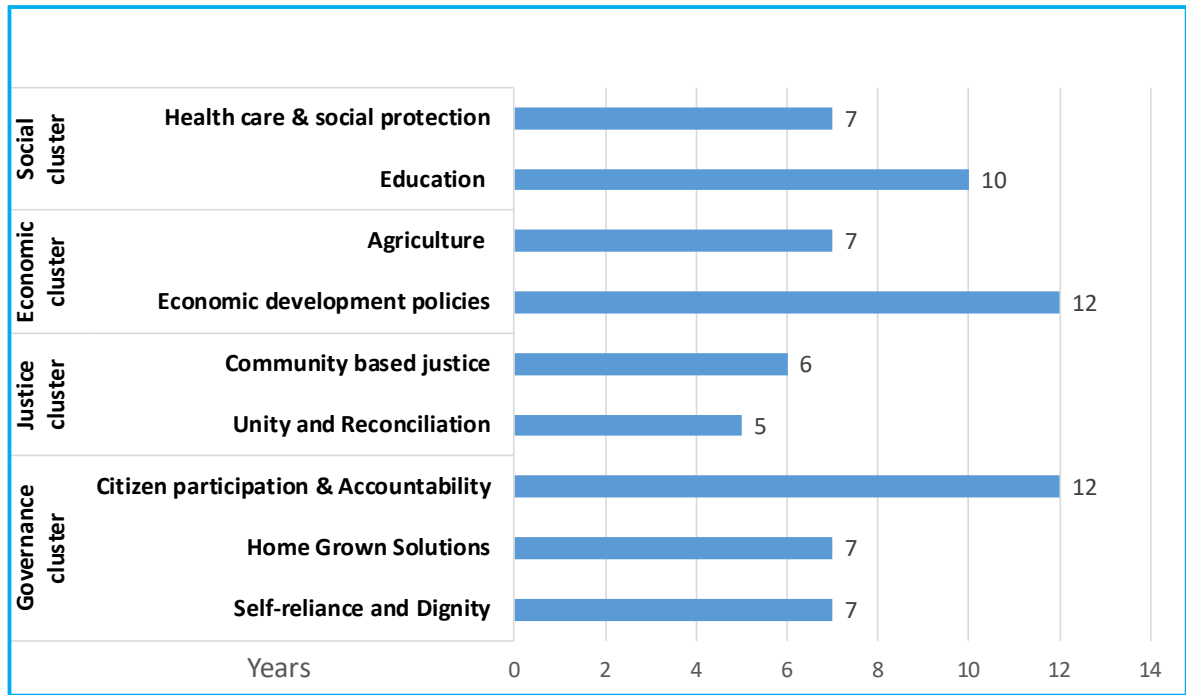 Social
cluster
Health care & social protection
7
Education
10
Economic
cluster
Agriculture
7
Economic development policies
12
Justice
cluster
Community based justice
6
Unity and Reconciliation
5
Governance
cluster
Citizen participation & Accountability
12
Home Grown Solutions
7
Self-reliance and Dignity
7
Years
0 2 4 6 8 10 12 14